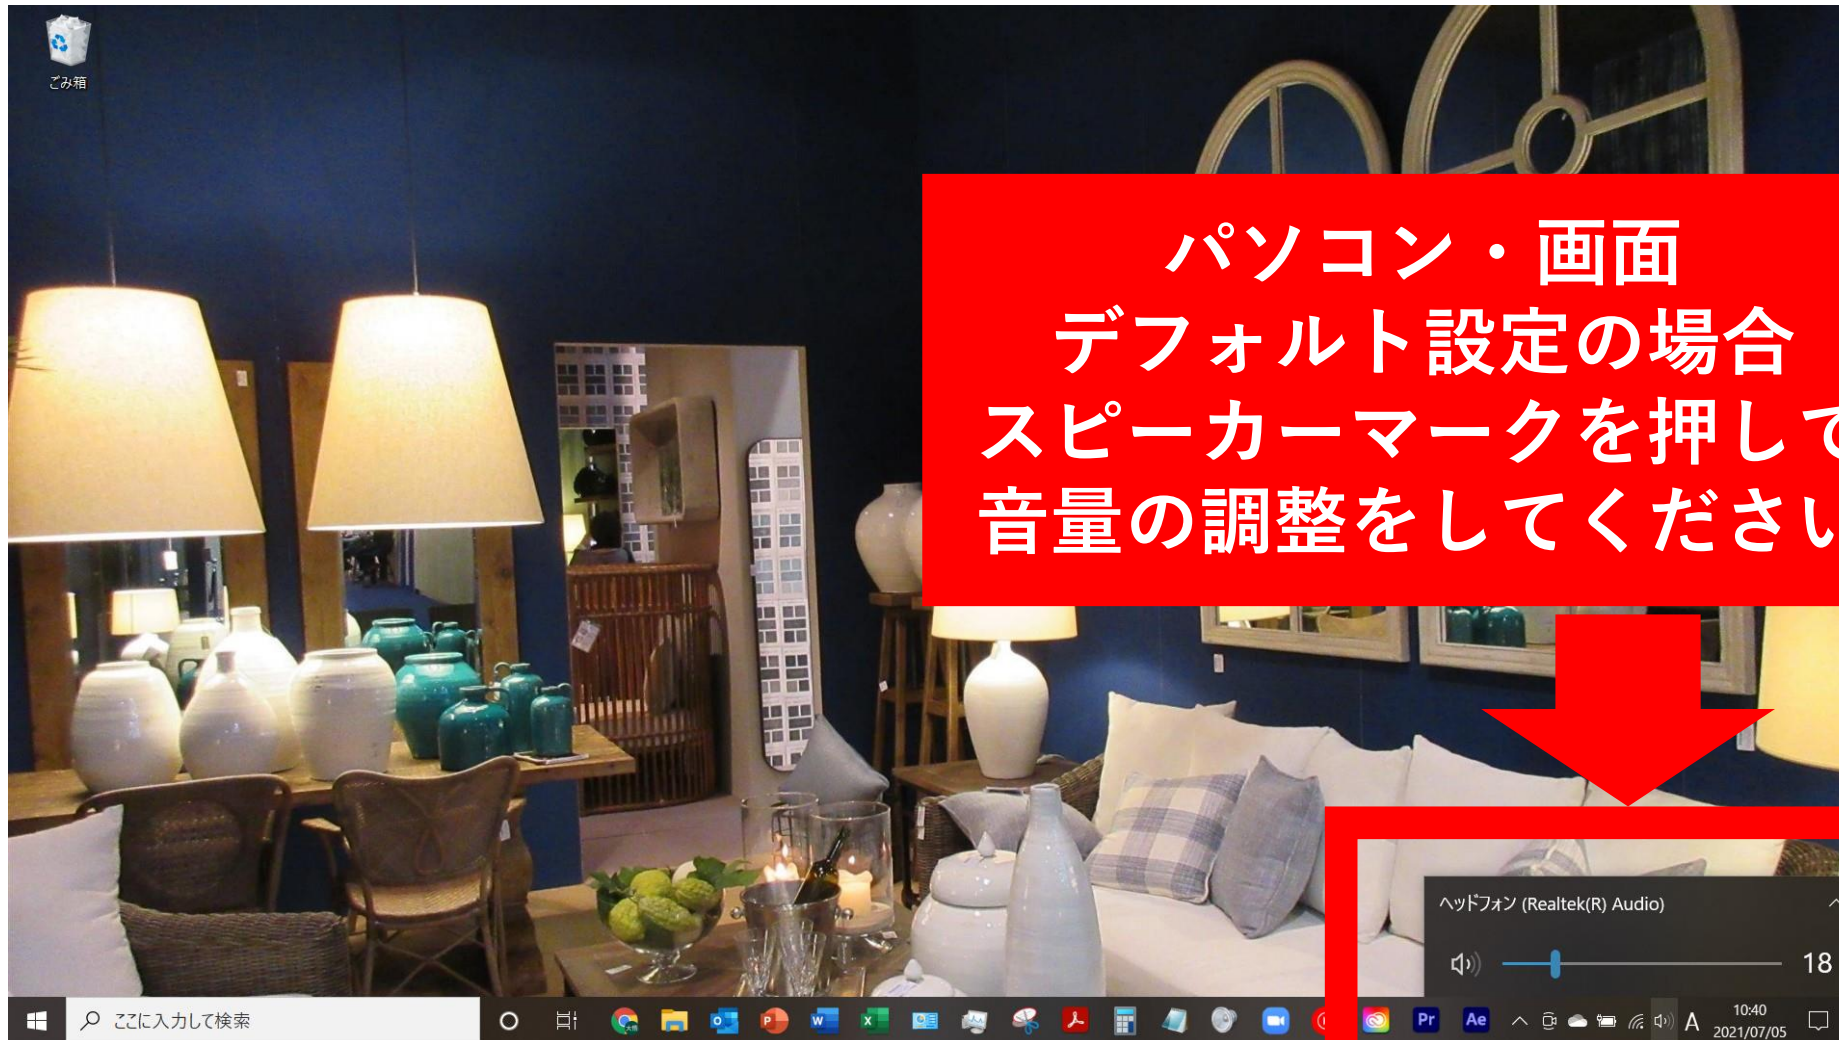 ごみ箱
パソコン・画面
デフォルト設定の場合
スピーカーマークを押して
音量の調整をしてください
ヘッドフォン (Realtek(R) Audio)
18
ここに入力して検索
Pr
Ae
A
10:40
2021/07/05